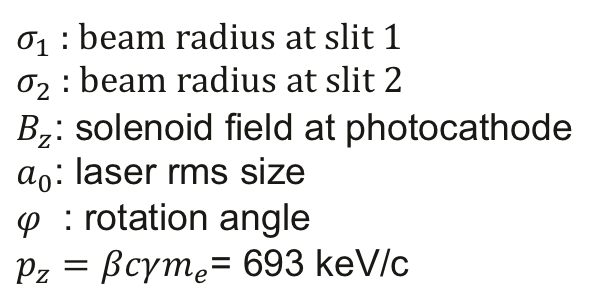 σ₁ : beam radius at slit 1
σ₂ : beam radius at slit 2
B_z: solenoid field at photocathode
a₀: laser rms size
φ : rotation angle
p_z = βcγmₑ= 693 keV/c